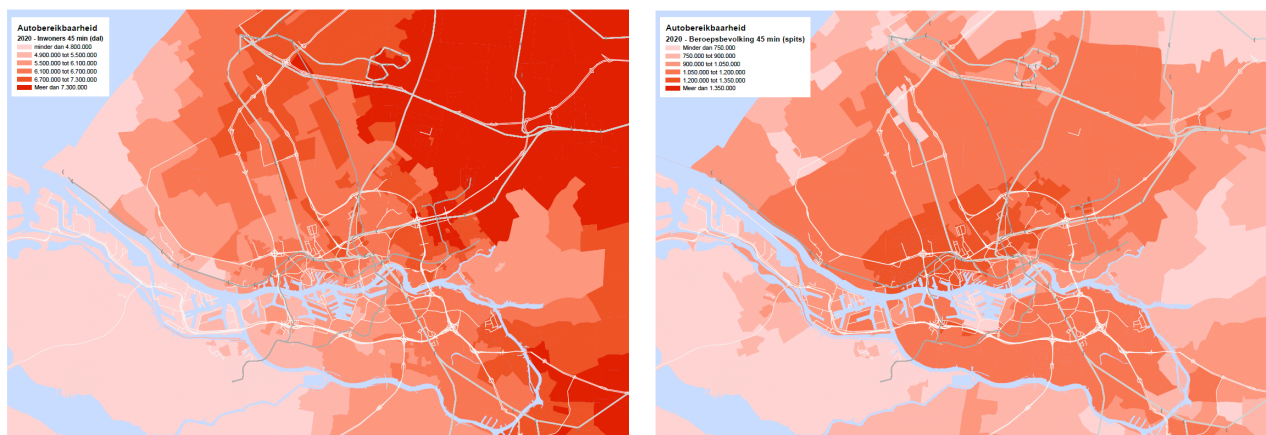 Autobereikbaarheid
2020 - Inwoners 45 min (dal)
minder dan 4.800.000
4.900.000 tot 5.500.000
5.500.000 tot 6.100.000
6.100.000 tot 6.700.000
6.700.000 tot 7.300.000
Meer dan 7.300.000
Autobereikbaarheid
2020 - Beroepsbevolking 45 min (spits)
Minder dan 750.000
750.000 tot 900.000
900.000 tot 1.050.000
1.050.000 tot 1.200.000
1.200.000 tot 1.350.000
Meer dan 1.350.000